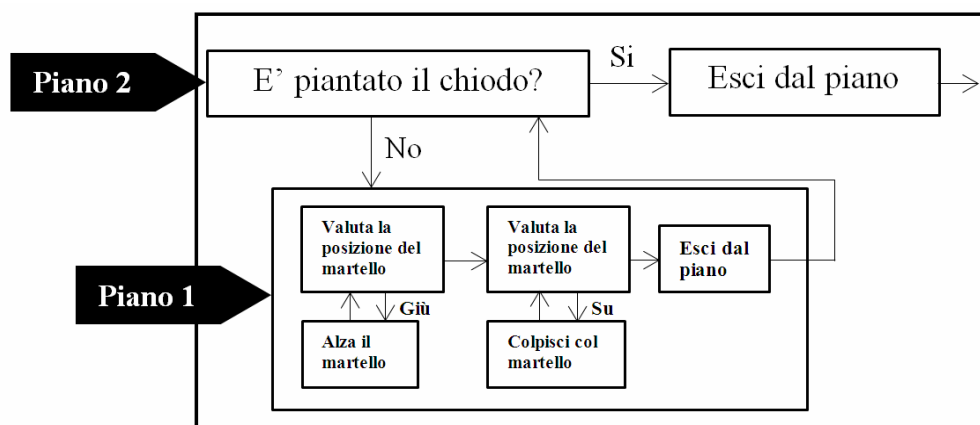 Piano 2
E' piantato il chiodo?
Si
Esci dal piano
No
Piano 1
Valuta la
posizione del
martello
Valuta la
posizione del
martello
Esci dal
piano
Giù
Su
Alza il
martello
Colpisci col
martello